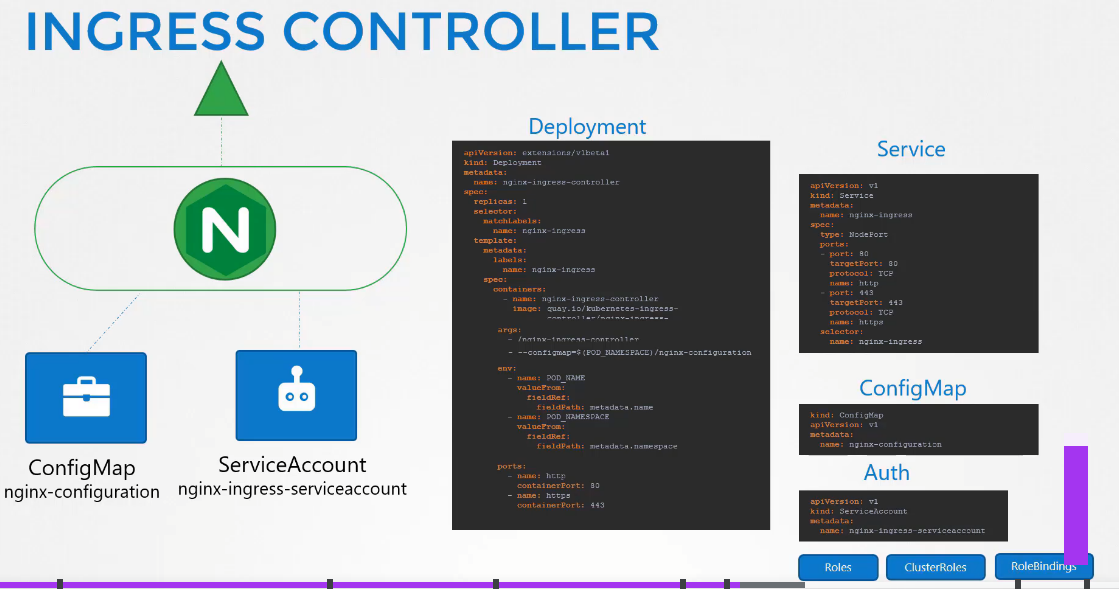 INGRESS CONTROLLER
N
ConfigMap
nginx-configuration
ServiceAccount
nginx-ingress-serviceaccount
Deployment
apiVersion: extensions/v1beta1
kind: Deployment
metadata:
name: nginx-ingress-controller
spec:
replicas: 1
selector:
matchLabels:
name: nginx-ingress
template:
metadata:
labels:
name: nginx-ingress
spec:
containers:
- name: nginx-ingress-controller
image: quay.io/kubernetes-ingress-
controller/nginx-ingress-
args:
- /nginx-ingress-controller
- --configmap=$(POD_NAMESPACE)/nginx-configuration
env:
- name: POD_NAME
valueFrom:
fieldRef:
fieldPath: metadata.name
- name: POD_NAMESPACE
valueFrom:
fieldRef:
fieldPath: metadata.namespace
ports:
- name: http
containerPort: 80
- name: https
containerPort: 443
Service
apiVersion: v1
kind: Service
metadata:
name: nginx-ingress
spec:
type: NodePort
ports:
- port: 80
targetPort: 80
protocol: TCP
name: http
- port: 443
targetPort: 443
protocol: TCP
name: https
selector:
name: nginx-ingress
ConfigMap
kind: ConfigMap
apiVersion: v1
metadata:
name: nginx-configuration
Auth
apiVersion: v1
kind: ServiceAccount
metadata:
name: nginx-ingress-serviceaccount
Roles
ClusterRoles
RoleBindings